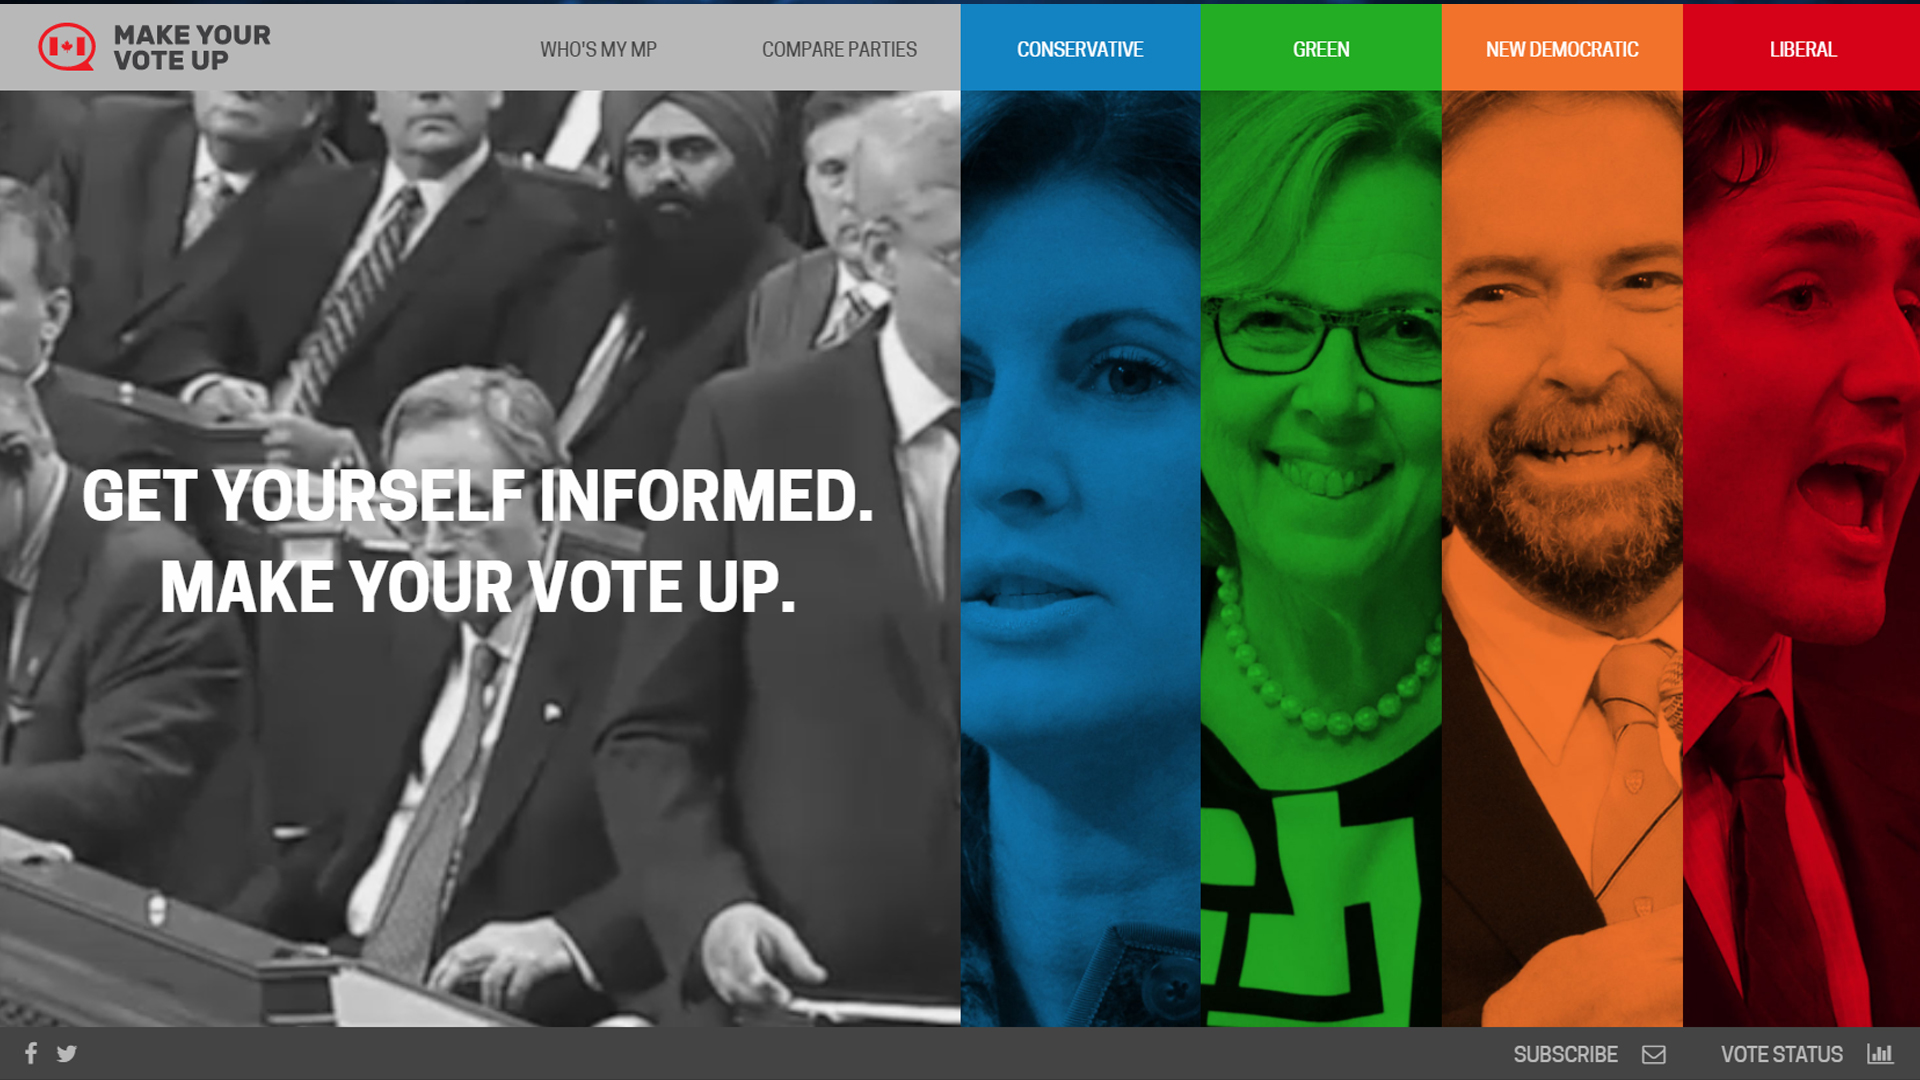 MAKE YOUR
VOTE UP
WHO'S MY MP
COMPARE PARTIES
CONSERVATIVE
GREEN
NEW DEMOCRATIC
LIBERAL
GET YOURSELF INFORMED.
MAKE YOUR VOTE UP.
SUBSCRIBE
VOTE STATUS